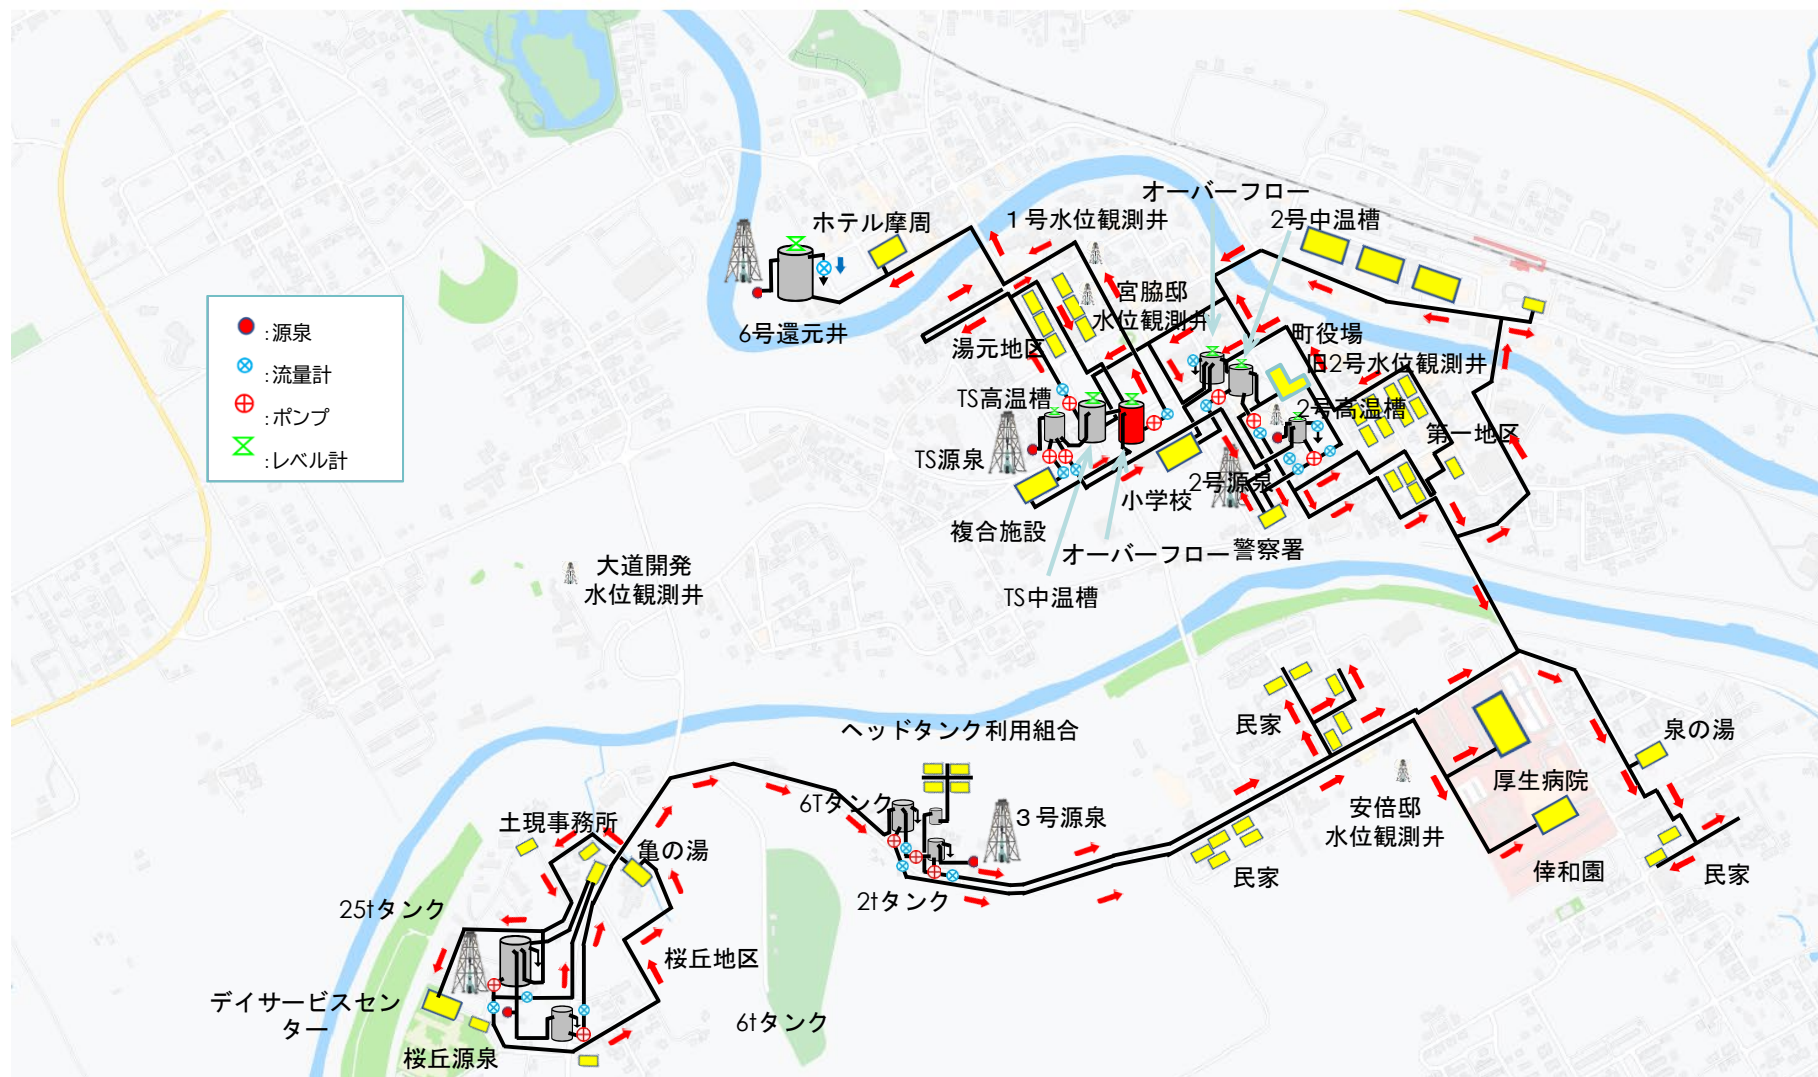 オーバーフロー
ホテル摩周
1号水位観測井
2号中温槽
宮脇邸
水位観測井
6号還元井
湯元地区
町役場
旧2号水位観測井
:源泉
:流量計
:ポンプ
:レベル計
TS高温槽
2号高温槽
第一地区
TS源泉
2号源泉
小学校
複合施設
オーバーフロー
警察署
TS中温槽
大道開発
水位観測井
ヘッドタンク利用組合
民家
泉の湯
厚生病院
6Tタンク
3号源泉
安倍邸
水位観測井
土現事務所
亀の湯
2tタンク
民家
倖和園
民家
25tタンク
桜丘地区
デイサービスセン
ター
6tタンク
桜丘源泉